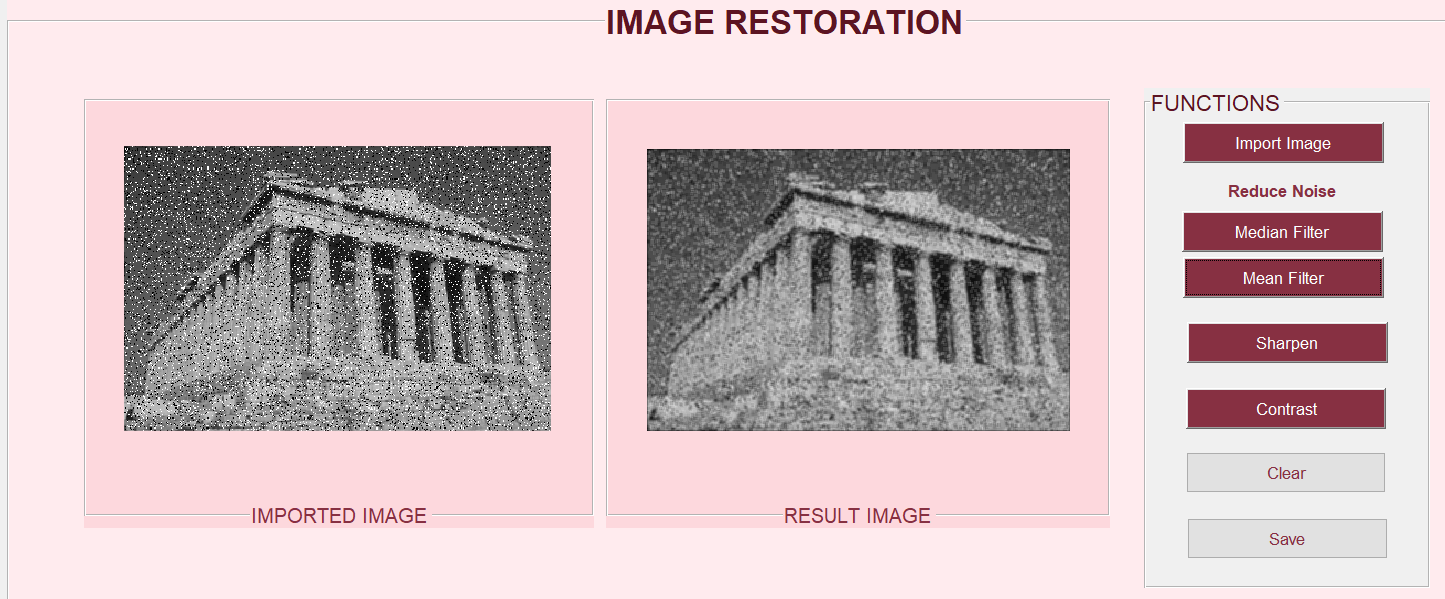 IMAGE RESTORATION
IMPORTED IMAGE
RESULT IMAGE
FUNCTIONS
Import Image
Reduce Noise
Median Filter
Mean Filter
Sharpen
Contrast
Clear
Save